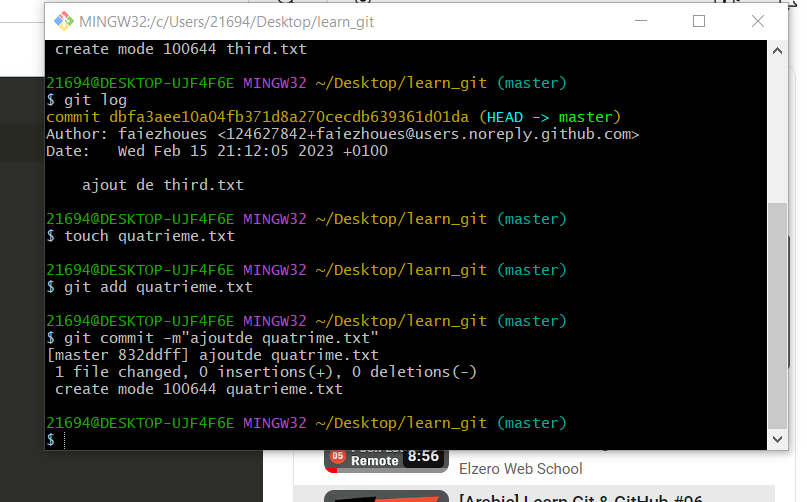 MINGW32:/c/Users/21694/Desktop/learn_git
create mode 100644 third.txt
21694@DESKTOP-UJF4F6E MINGW32 ~/Desktop/learn_git (master)
$ git log
commit dbfa3aee10a04fb371d8a270cecdb639361d01da (HEAD -> master)
Author: faiezhoues <124627842+faiezhoues@users.noreply.github.com>
Date:   Wed Feb 15 21:12:05 2023 +0100
ajout de third.txt
21694@DESKTOP-UJF4F6E MINGW32 ~/Desktop/learn_git (master)
$ touch quatrieme.txt
21694@DESKTOP-UJF4F6E MINGW32 ~/Desktop/learn_git (master)
$ git add quatrieme.txt
21694@DESKTOP-UJF4F6E MINGW32 ~/Desktop/learn_git (master)
$ git commit -m"ajoutde quatrime.txt"
[master 832ddff] ajoutde quatrime.txt
1 file changed, 0 insertions(+), 0 deletions(-)
create mode 100644 quatrieme.txt
21694@DESKTOP-UJF4F6E MINGW32 ~/Desktop/learn_git (master)
$
05
Remote
8:56
Elzero Web School
[Arabic] Learn Git & GitHub #06